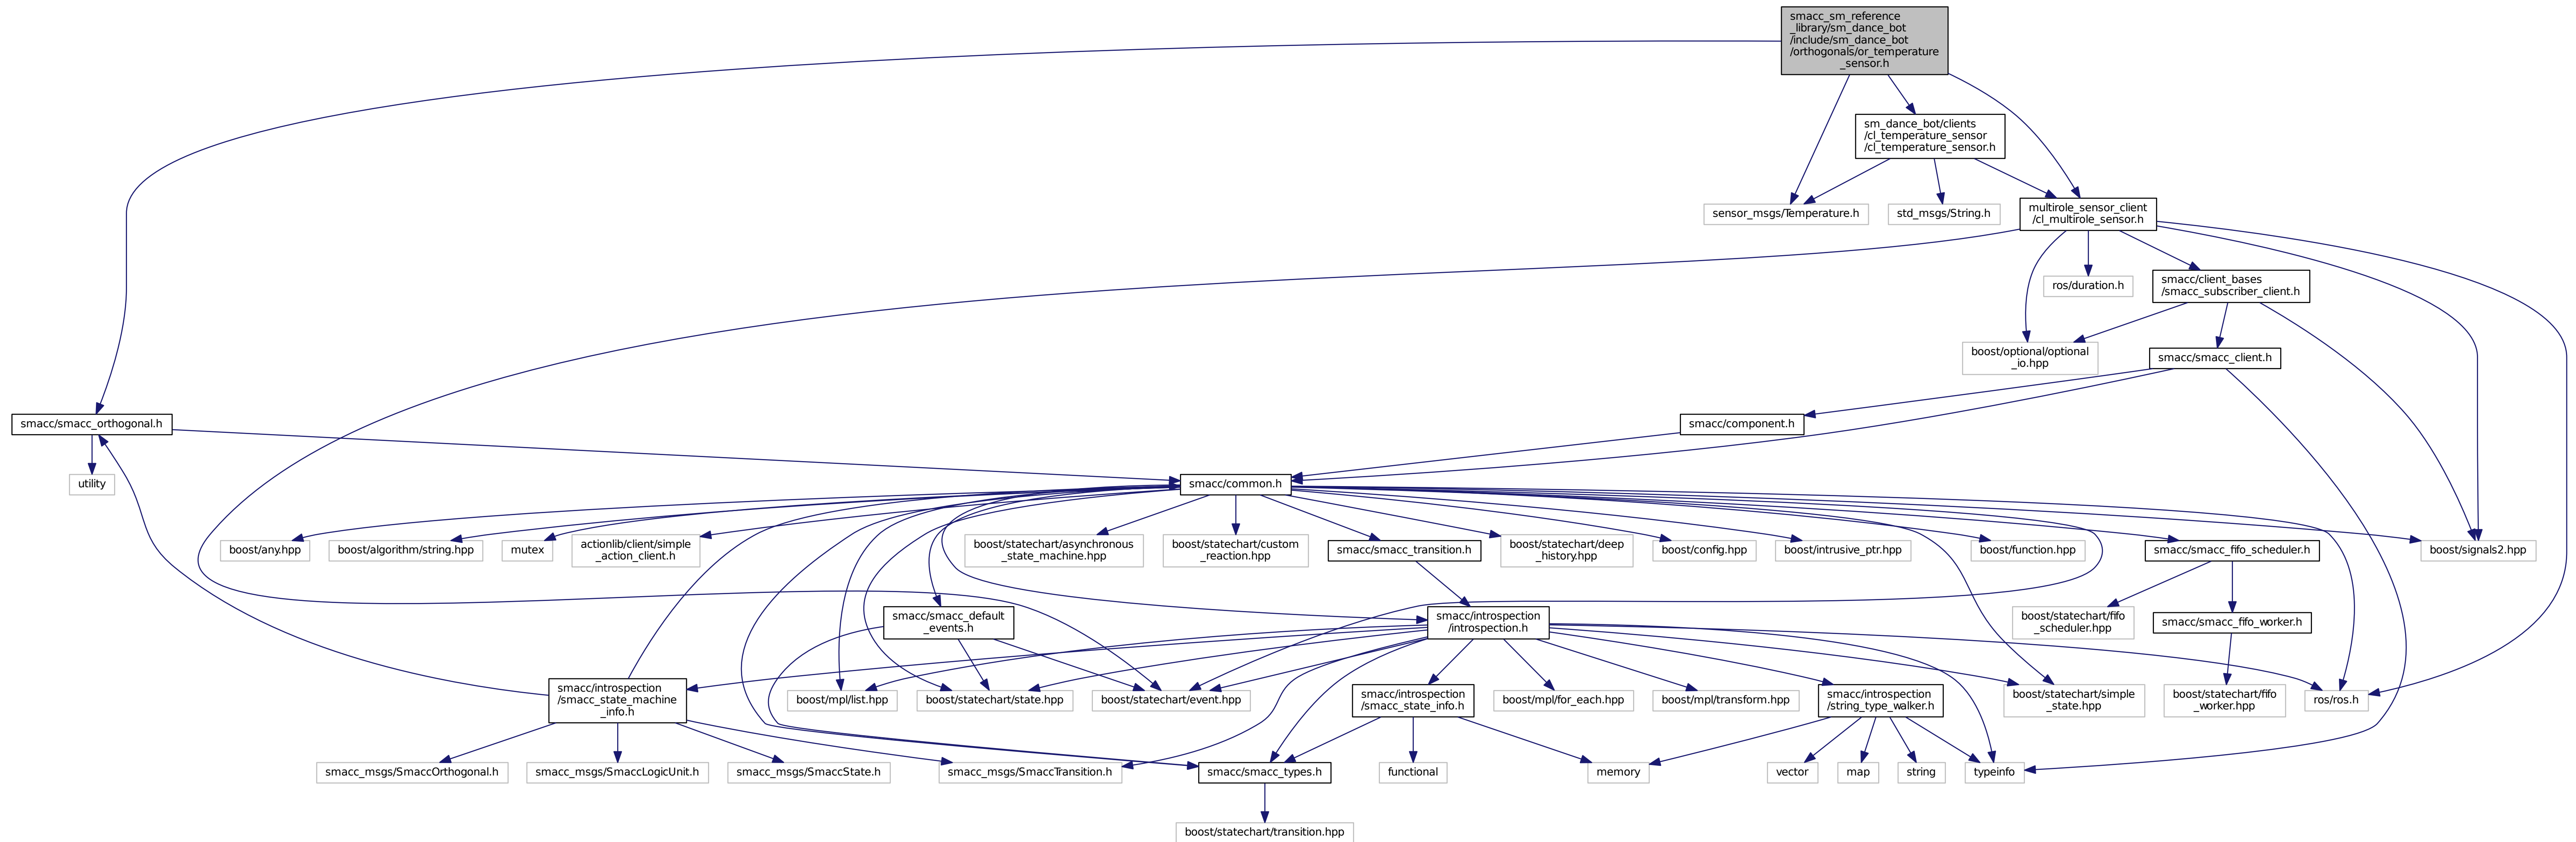 smacc_sm_reference
_library/sm_dance_bot
/include/sm_dance_bot
/orthogonals/or_temperature
_sensor.h
sm_dance_bot/clients
/cl_temperature_sensor
/cl_temperature_sensor.h
sensor_msgs/Temperature.h
std_msgs/String.h
multirole_sensor_client
/cl_multirole_sensor.h
ros/duration.h
smacc/client_bases
/smacc_subscriber_client.h
boost/optional/optional
_io.hpp
smacc/smacc_client.h
smacc/smacc_orthogonal.h
smacc/component.h
utility
smacc/common.h
boost/any.hpp
boost/algorithm/string.hpp
mutex
actionlib/client/simple
_action_client.h
boost/statechart/asynchronous
_state_machine.hpp
boost/statechart/custom
_reaction.hpp
smacc/smacc_transition.h
boost/statechart/deep
_history.hpp
boost/config.hpp
boost/intrusive_ptr.hpp
boost/function.hpp
smacc/smacc_fifo_scheduler.h
boost/signals2.hpp
smacc/smacc_default
_events.h
smacc/introspection
/introspection.h
boost/statechart/fifo
_scheduler.hpp
smacc/smacc_fifo_worker.h
smacc/introspection
/smacc_state_machine
_info.h
boost/mpl/list.hpp
boost/statechart/state.hpp
boost/statechart/event.hpp
smacc/introspection
/smacc_state_info.h
boost/mpl/for_each.hpp
boost/mpl/transform.hpp
smacc/introspection
/string_type_walker.h
boost/statechart/simple
_state.hpp
boost/statechart/fifo
_worker.hpp
ros/ros.h
smacc_msgs/SmaccOrthogonal.h
smacc_msgs/SmaccLogicUnit.h
smacc_msgs/SmaccState.h
smacc_msgs/SmaccTransition.h
smacc/smacc_types.h
functional
memory
vector
map
string
typeinfo
boost/statechart/transition.hpp